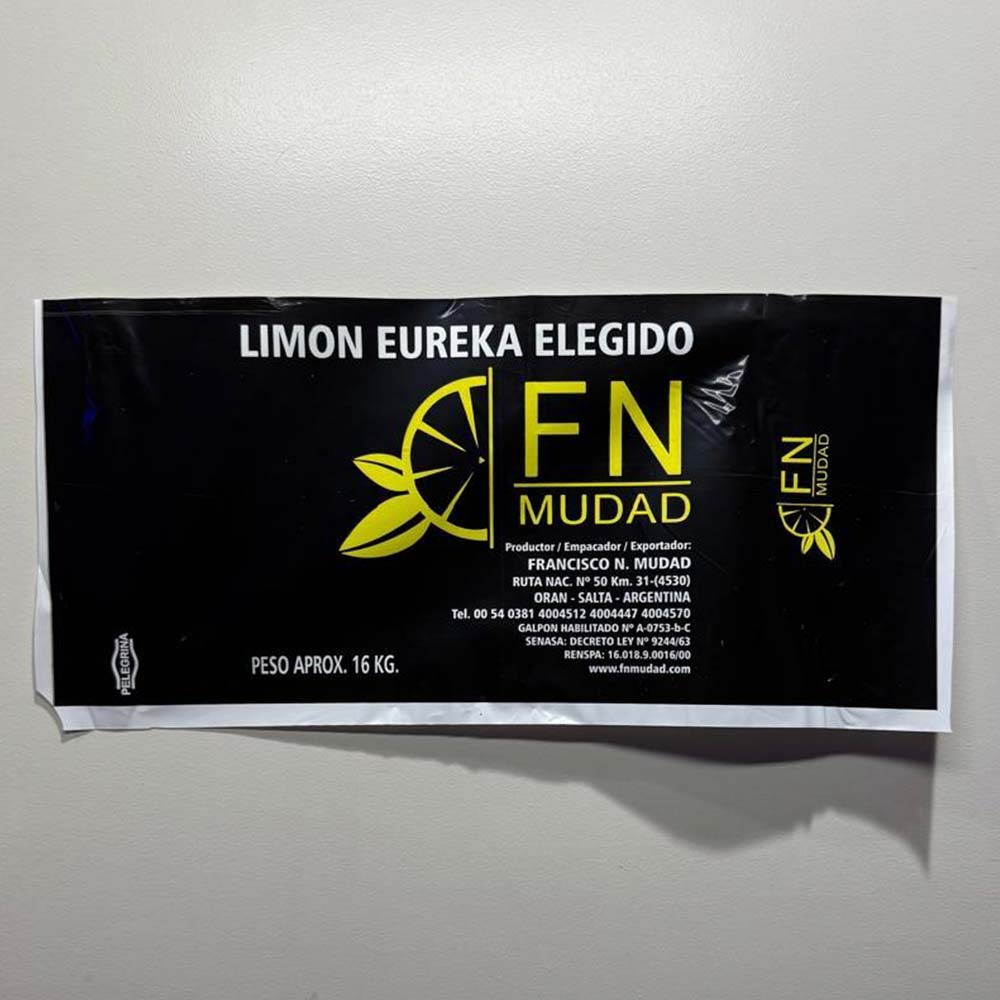 LIMON EUREKA ELEGIDO
FN
MUDAD
Productor / Empacador / Exportador:
FRANCISCO N. MUDAD
RUTA NAC. Nº 50 Km. 31-(4530)
ORAN - SALTA - ARGENTINA
Tel. 00 54 0381 4004512 4004447 4004570
GALPON HABILITADO Nº A-0753-b-C
SENASA: DECRETO LEY Nº 9244/63
RENSPA: 16.018.9.0016/00
www.fnmudad.com
PESO APROX. 16 KG.
PELEGRINA
FN
MUDAD